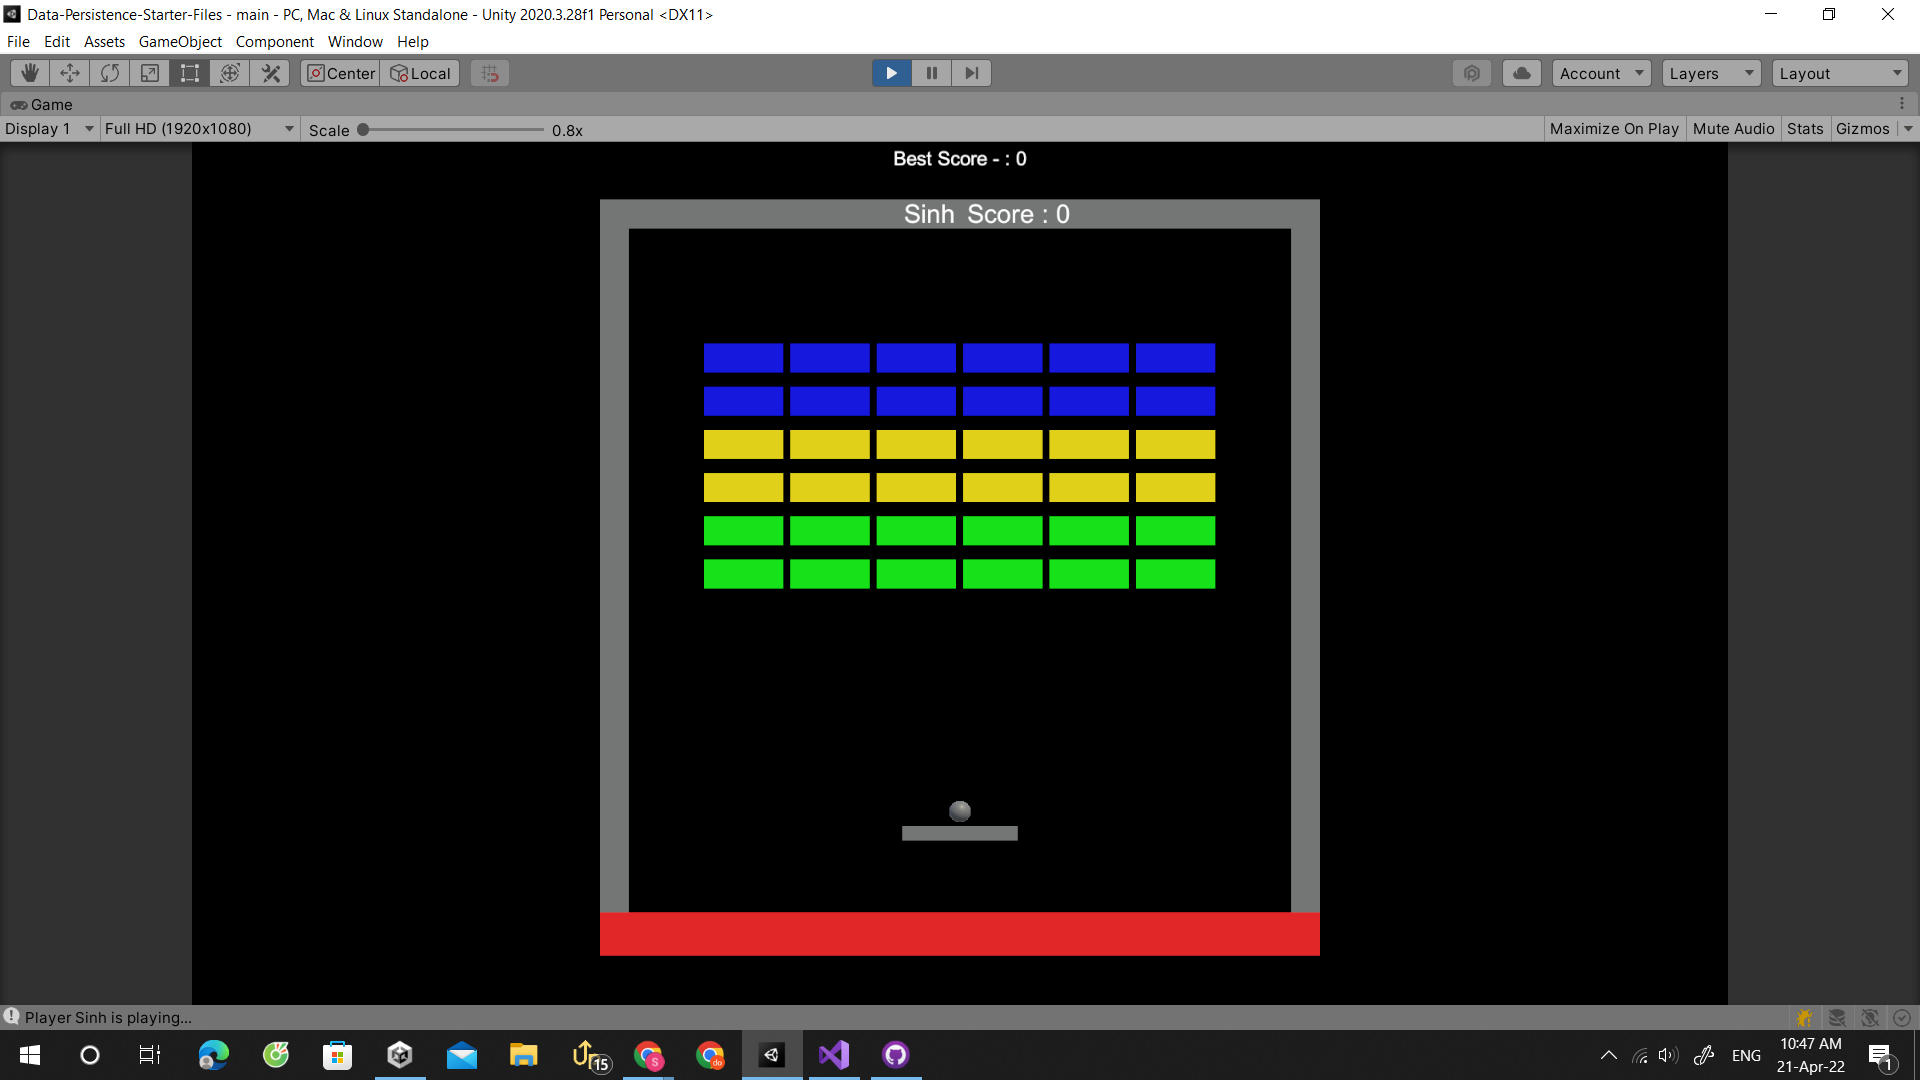 Data-Persistence-Starter-Files - main - PC, Mac & Linux Standalone - Unity 2020.3.28f1 Personal <DX11>
File Edit Assets GameObject Component Window Help
Center Local Account Layers Layout
Game
Display 1 Full HD (1920x1080) Scale 0.8x Maximize On Play Mute Audio Stats Gizmos
Best Score - : 0
Sinh Score : 0
Player Sinh is playing...
15 S do ENG 10:47 AM
21-Apr-22 1